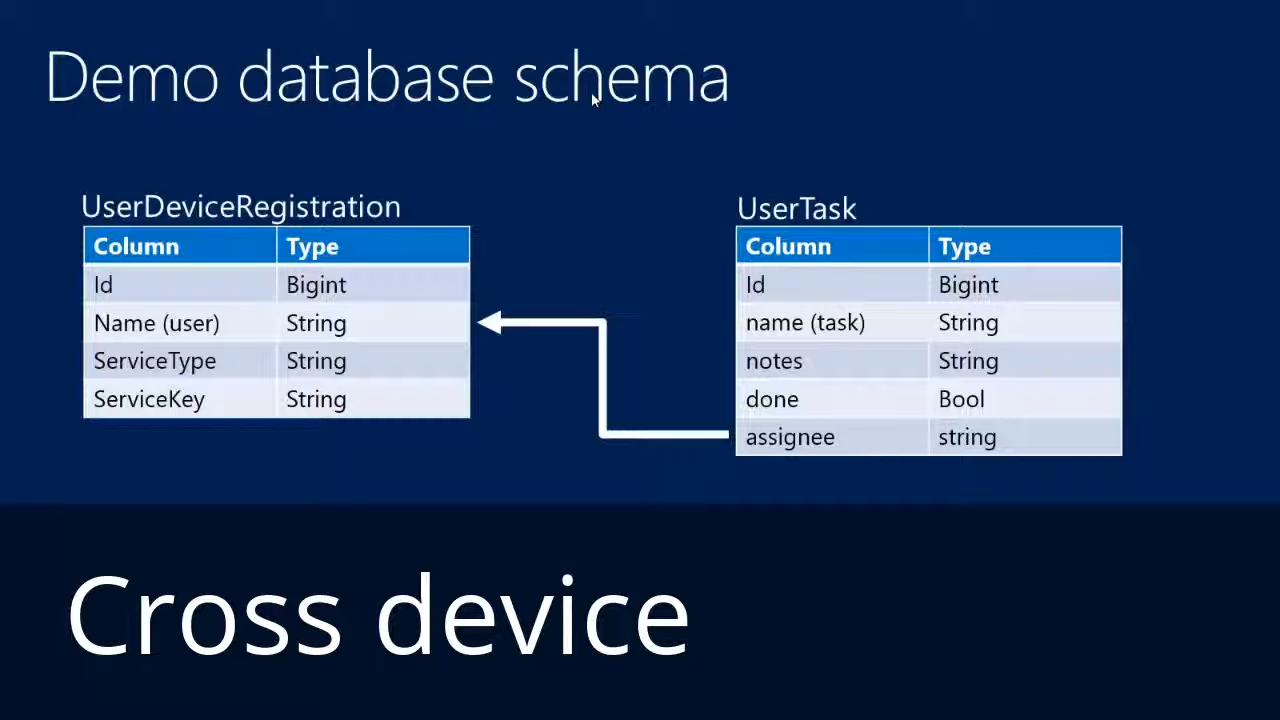 Demo database schema
UserDeviceRegistration
Column Type
Id Bigint
Name (user) String
ServiceType String
ServiceKey String
UserTask
Column Type
Id Bigint
name (task) String
notes String
done Bool
assignee string
Cross device